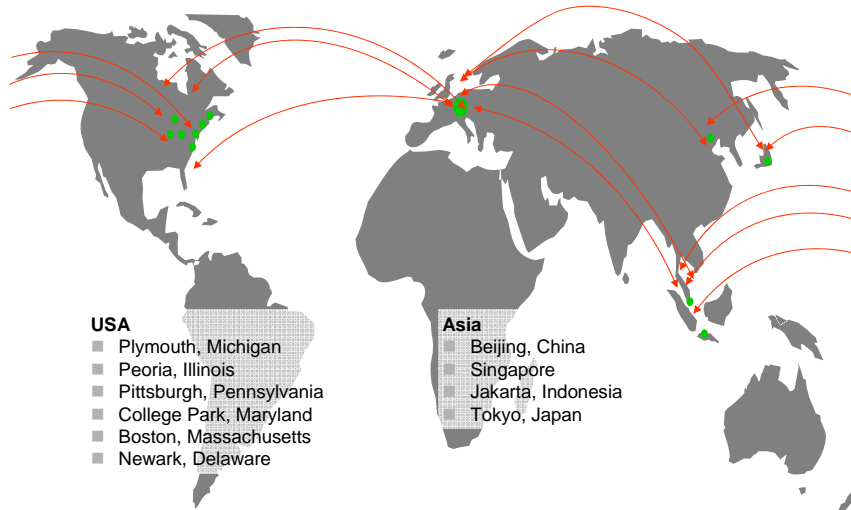 USA
Plymouth, Michigan
Peoria, Illinois
Pittsburgh, Pennsylvania
College Park, Maryland
Boston, Massachusetts
Newark, Delaware
Asia
Beijing, China
Singapore
Jakarta, Indonesia
Tokyo, Japan